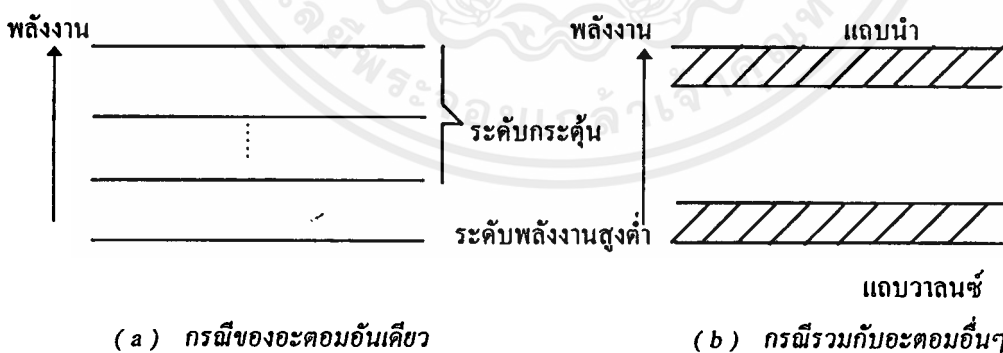 พลังงาน
ระดับกระตุ้น
ระดับพลังงานสูงต่ำ
(a) กรณีของอะตอมอันเดียว
พลังงาน
แถบนำ
แถบวาลนซ์
(b) กรณีรวมกับอะตอมอื่นๆ